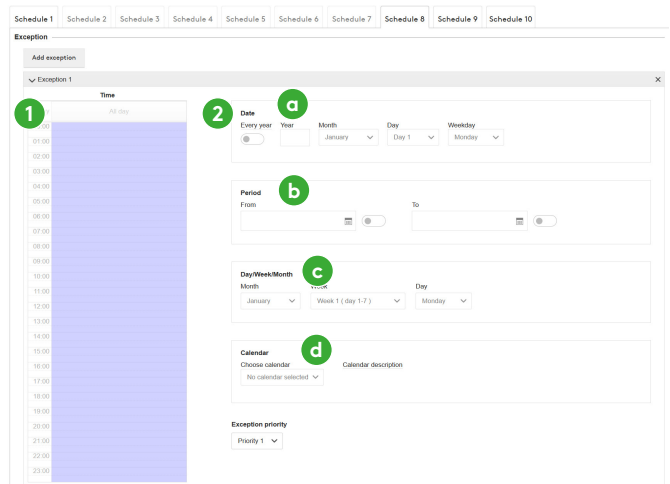 Schedule 1 Schedule 2 Schedule 3 Schedule 4 Schedule 5 Schedule 6 Schedule 7 Schedule 8 Schedule 9 Schedule 10
Exception
Add exception
Exception 1
Time
1 All day
2
a
Date
Every year Year Month Day Weekday
January Day 1 Monday
01:00
02:00
03:00
04:00
05:00
06:00
07:00
08:00
09:00
10:00
11:00
12:00
13:00
14:00
15:00
16:00
17:00
18:00
19:00
20:00
21:00
22:00
23:00
b
Period
From To
c
Day/Week/Month
Month Day
January Week 1 ( day 1-7 ) Monday
d
Calendar
Choose calendar Calendar description
No calendar selected
Exception priority
Priority 1